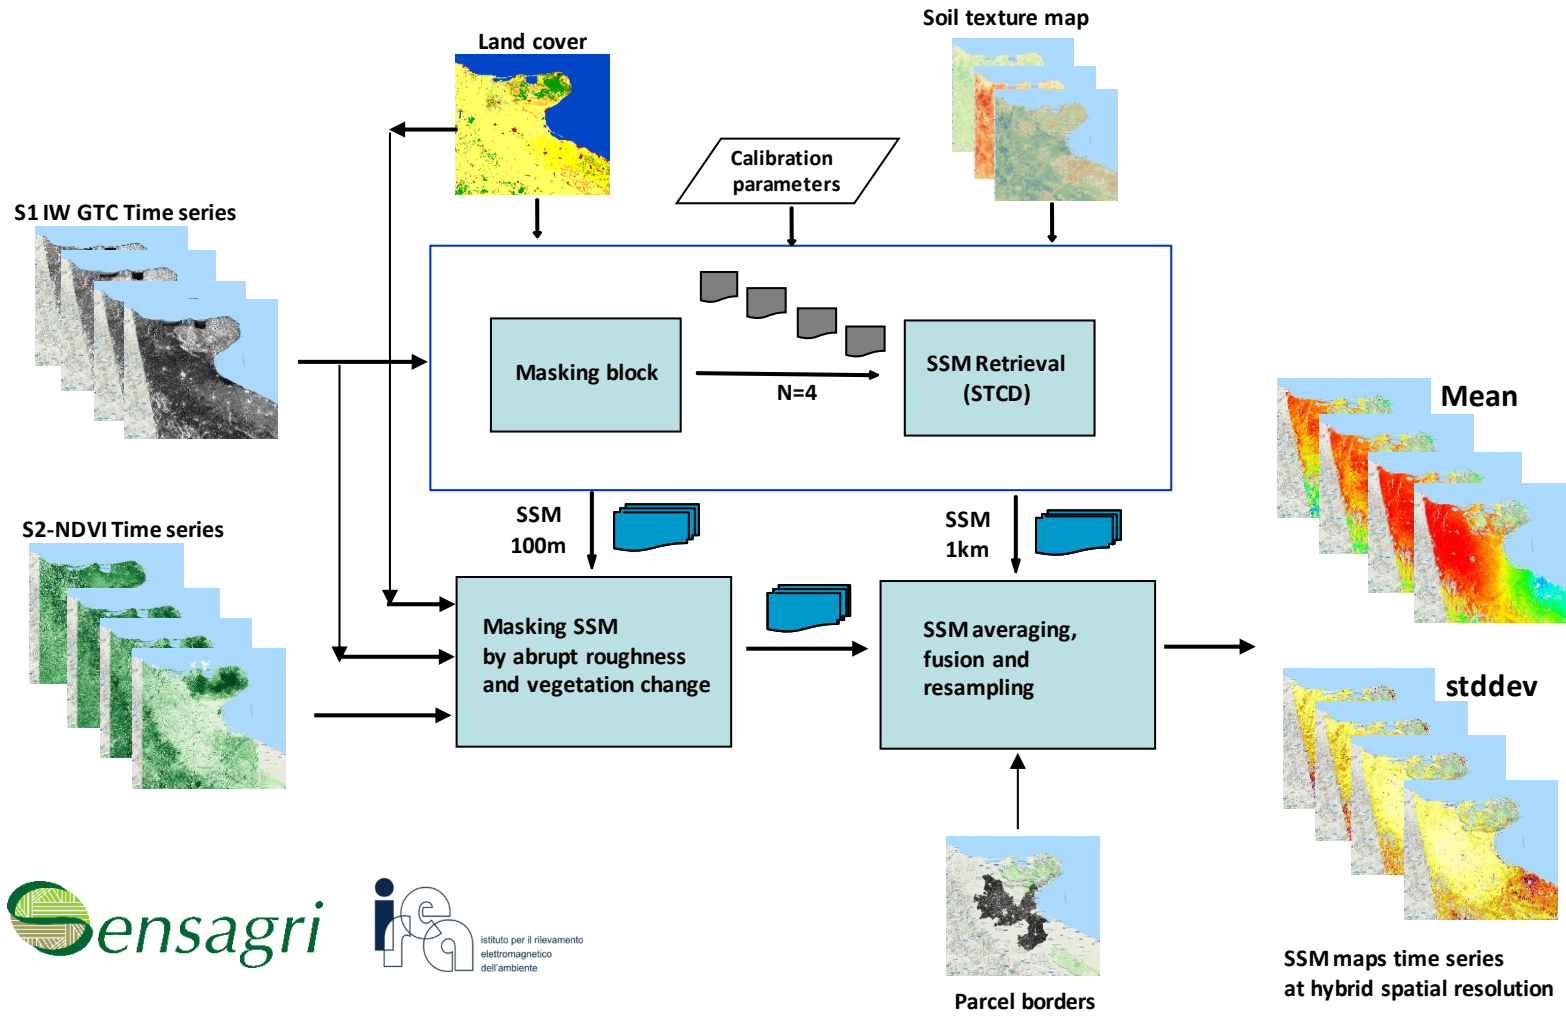 Soil texture map
Land cover
Calibration
parameters
S1 IW GTC Time series
Masking block
N=4
SSM Retrieval
(STCD)
Mean
SSM
100m
SSM
1km
S2-NDVI Time series
Masking SSM
by abrupt roughness
and vegetation change
SSM averaging,
fusion and
resampling
stddev
Sensagri
irea
istituto per il rilevamento
elettromagnetico
dell'ambiente
Parcel borders
SSM maps time series
at hybrid spatial resolution